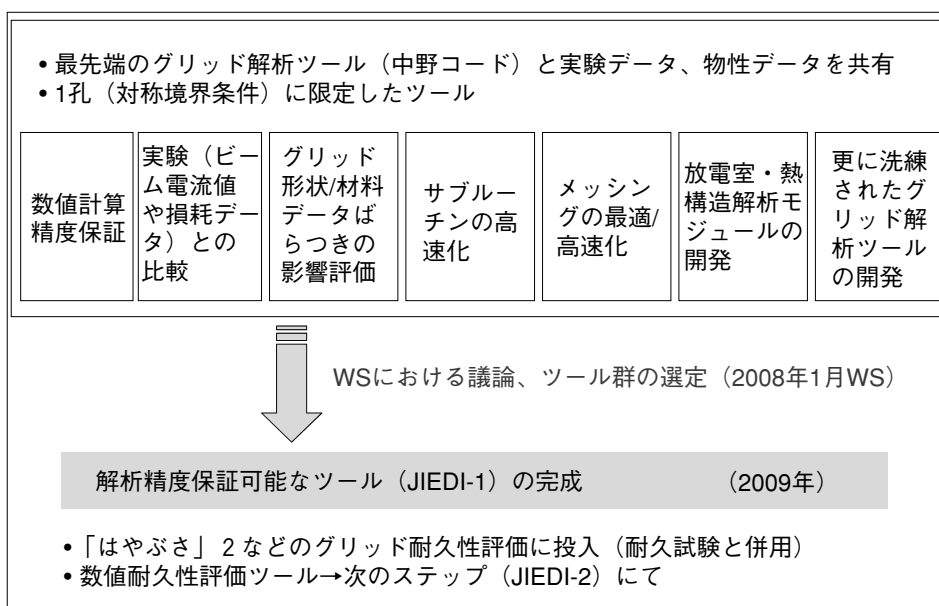 • 最先端のグリッド解析ツール（中野コード）と実験データ、物性データを共有
• 1孔（対称境界条件）に限定したツール
数値計算
精度保証
実験（ビー
ム電流値
や損耗デー
タ）との
比較
グリッド
形状/材料
データば
らつきの
影響評価
サブルー
チンの高
速化
メッシン
グの最適/
高速化
放電室・熱
構造解析モ
ジュールの
開発
更に洗練
されたグ
リッド解
析ツール
の開発
WSにおける議論、ツール群の選定（2008年1月WS）
解析精度保証可能なツール（JIEDI-1）の完成 （2009年）
• 「はやぶさ」２などのグリッド耐久性評価に投入（耐久試験と併用）
• 数値耐久性評価ツール→次のステップ（JIEDI-2）にて